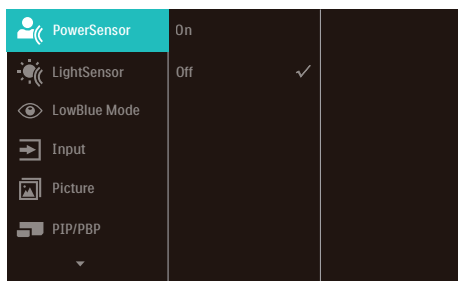 PowerSensor
On
LightSensor
Off
LowBlue Mode
Input
Picture
PIP/PBP